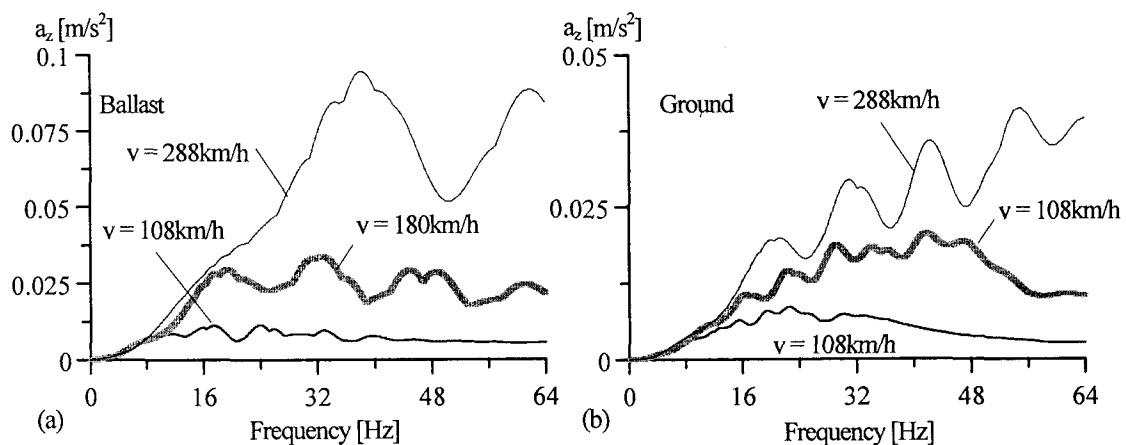 a_z [m/s²]
0.1
Ballast
0.075
v = 288km/h
0.05
v = 108km/h
v = 180km/h
0.025
0
0 16 32 48 64
(a)
Frequency [Hz]
a_z [m/s²]
0.05
Ground
v = 288km/h
0.025
v = 108km/h
v = 108km/h
0
0 16 32 48 64
(b)
Frequency [Hz]